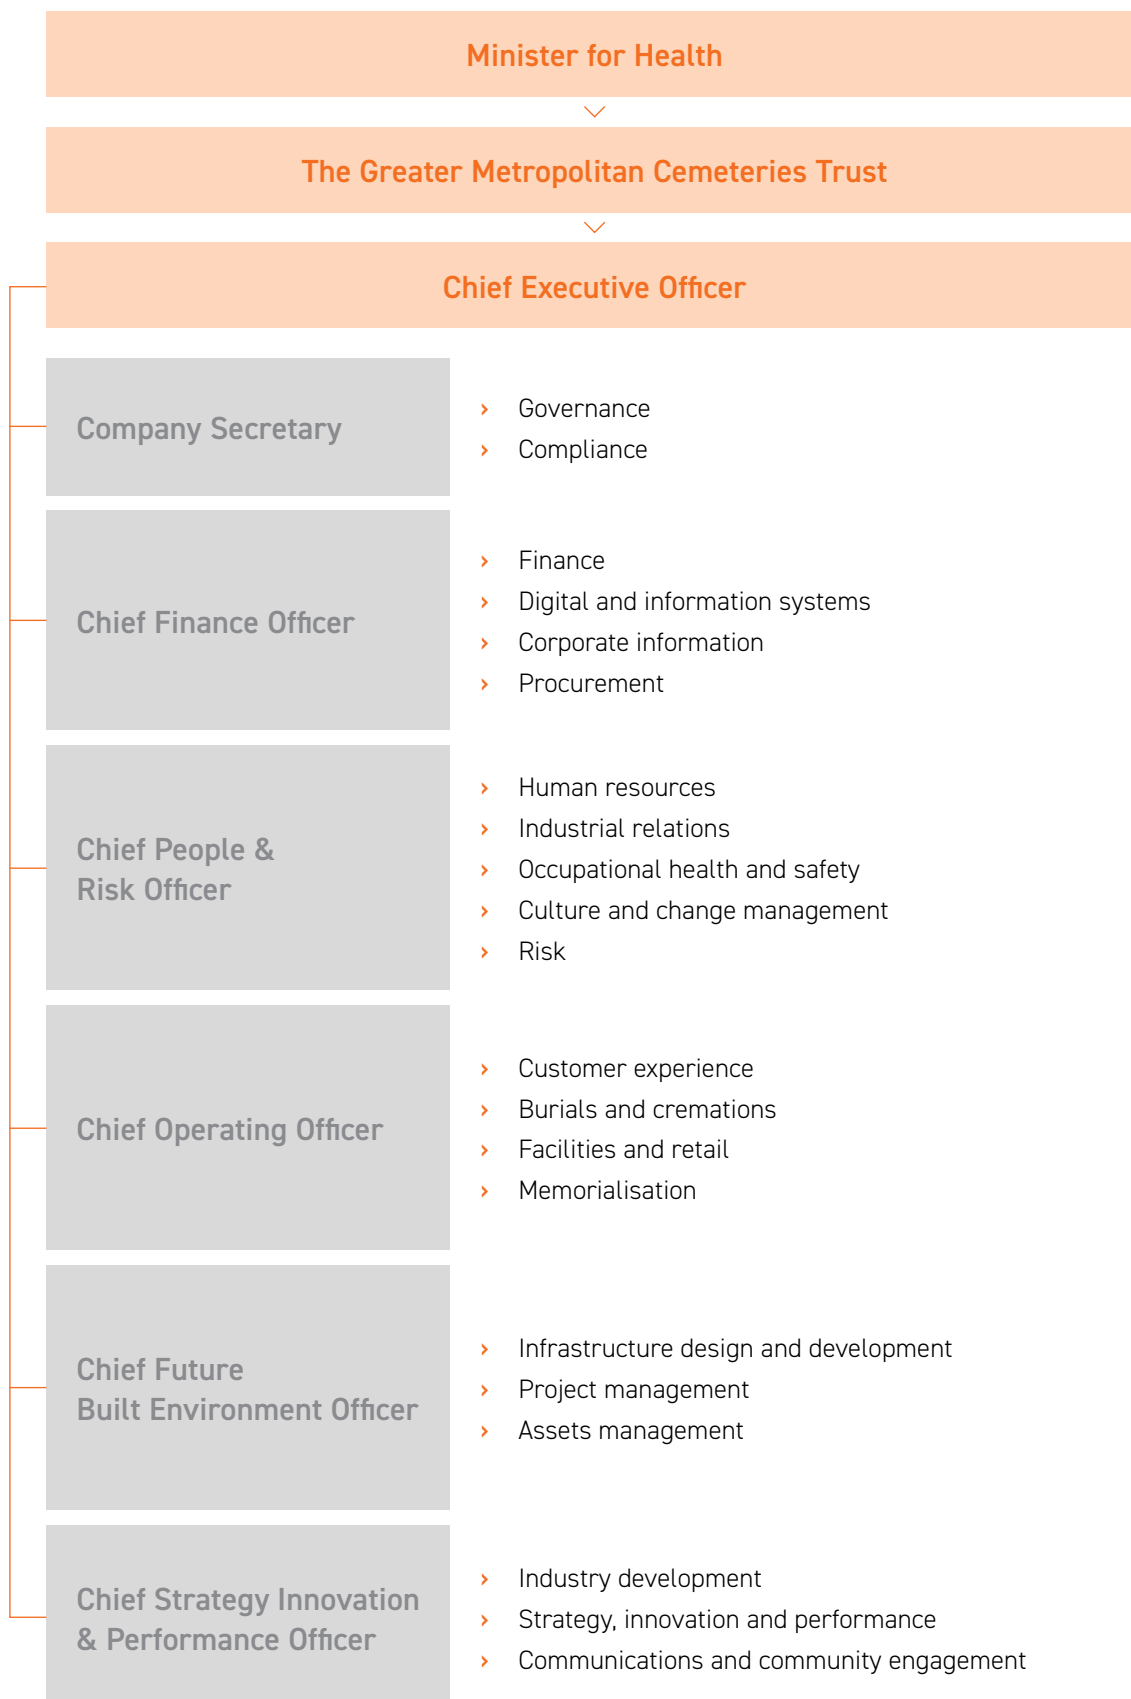 Minister for Health
The Greater Metropolitan Cemeteries Trust
Chief Executive Officer
Company Secretary
› Governance
› Compliance
Chief Finance Officer
› Finance
› Digital and information systems
› Corporate information
› Procurement
Chief People &
Risk Officer
› Human resources
› Industrial relations
› Occupational health and safety
› Culture and change management
› Risk
Chief Operating Officer
› Customer experience
› Burials and cremations
› Facilities and retail
› Memorialisation
Chief Future
Built Environment Officer
› Infrastructure design and development
› Project management
› Assets management
Chief Strategy Innovation
& Performance Officer
› Industry development
› Strategy, innovation and performance
› Communications and community engagement